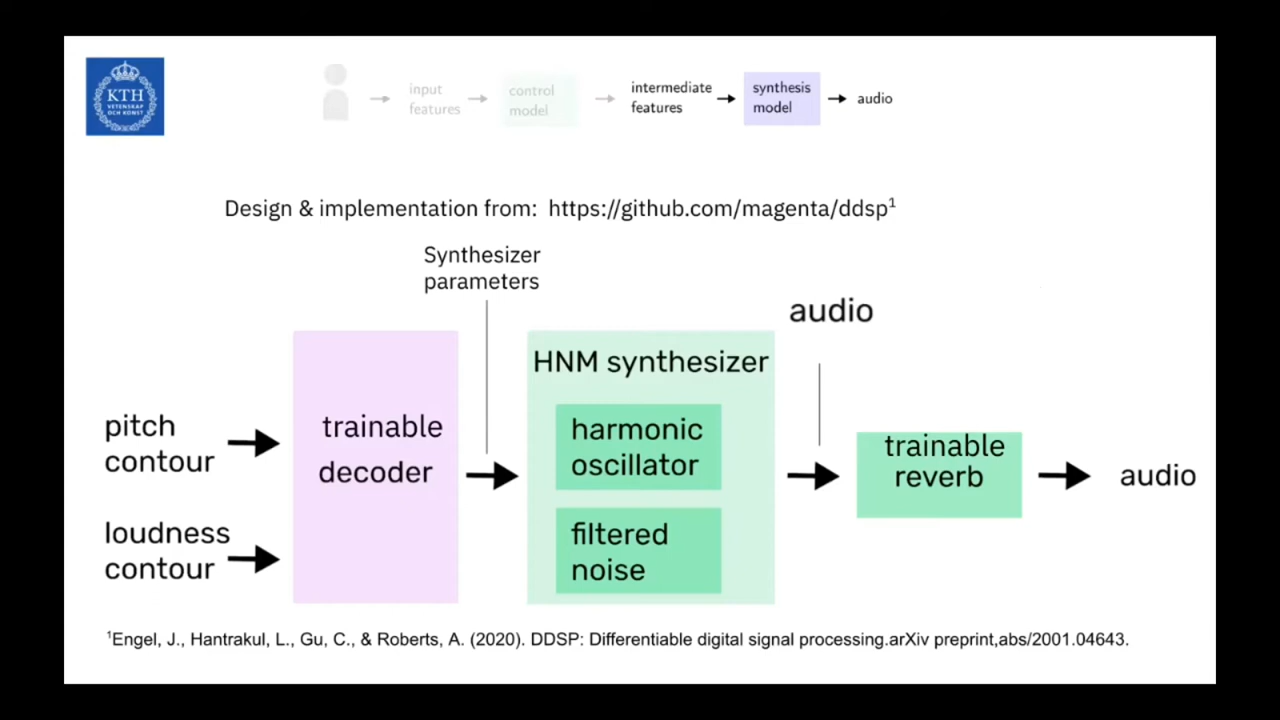 KTH
VETENSKAP
OCH KONST
input
features
control
model
intermediate
features
synthesis
model
audio
Design & implementation from: https://github.com/magenta/ddsp1
Synthesizer
parameters
audio
HNM synthesizer
pitch
contour
trainable
decoder
harmonic
oscillator
trainable
reverb
audio
loudness
contour
filtered
noise
1Engel, J., Hantrakul, L., Gu, C., & Roberts, A. (2020). DDSP: Differentiable digital signal processing.arXiv preprint,abs/2001.04643.